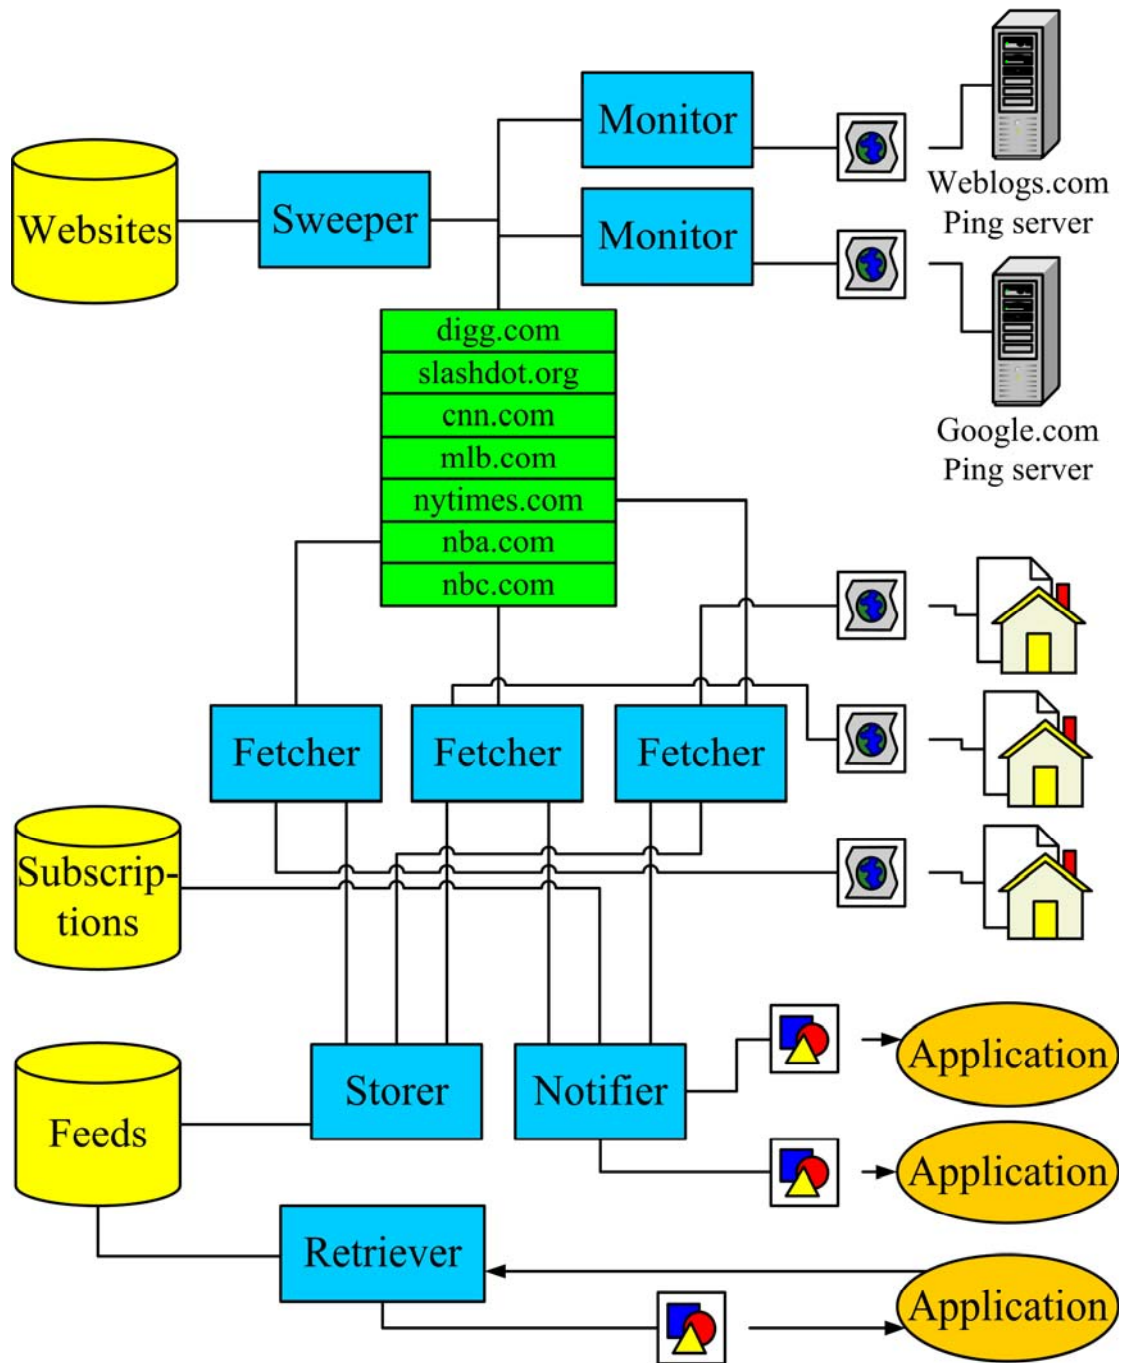 Monitor
Weblogs.com
Ping server
Websites
Sweeper
Monitor
digg.com
slashdot.org
cnn.com
mlb.com
nytimes.com
nba.com
nbc.com
Google.com
Ping server
Fetcher
Fetcher
Fetcher
Subscrip-
tions
Feeds
Storer
Notifier
Application
Application
Retriever
Application